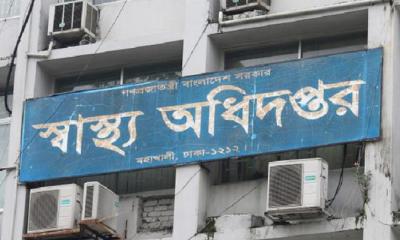 গণপ্রজাতন্ত্রী বাংলাদেশ সরকার
স্বাস্থ্য অধিদপ্তর
মহাখালী, ঢাকা-১২১২।